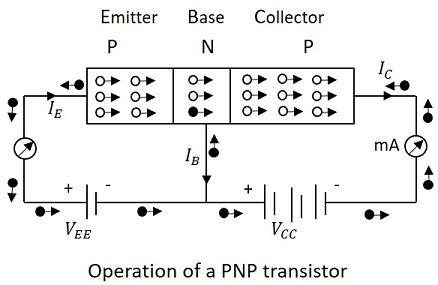 Emitter Base Collector
P N P
I_E I_C
I_B
mA
+ - + -
V_EE V_CC
Operation of a PNP transistor